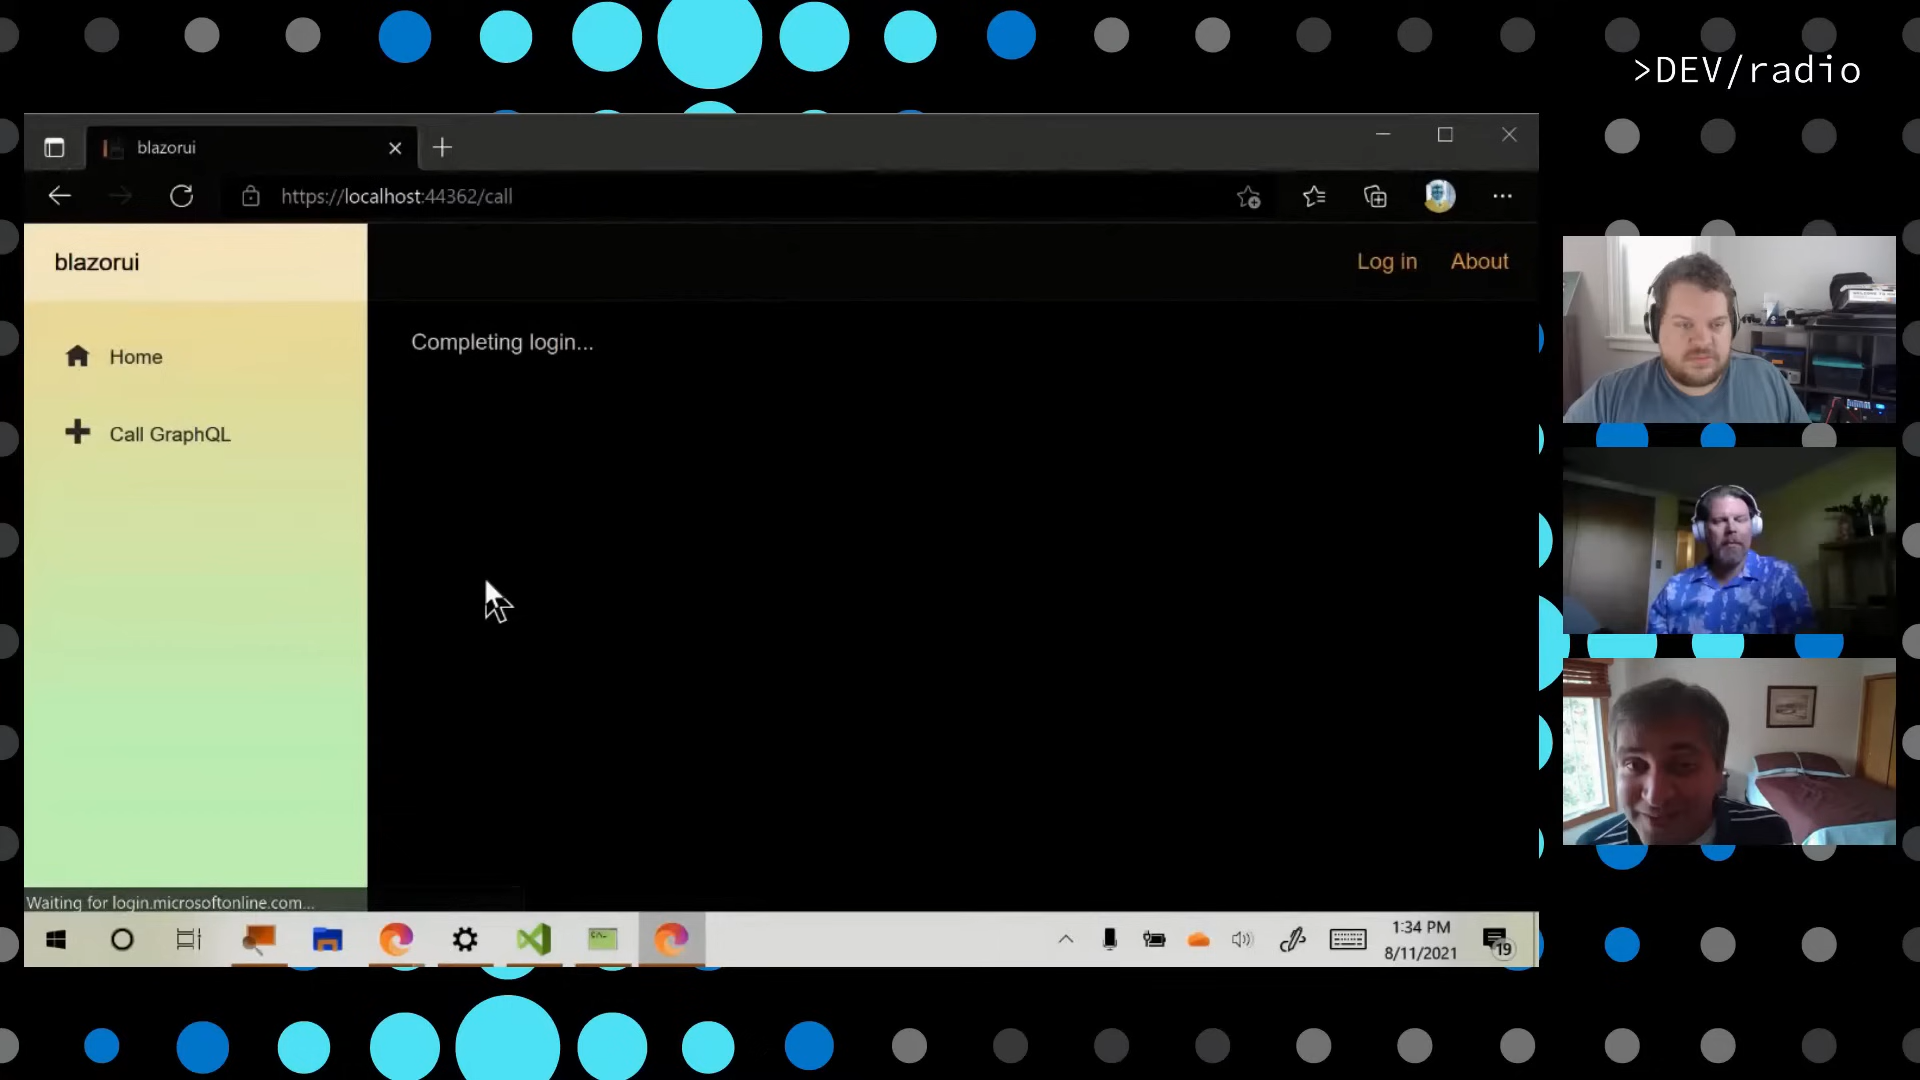 >DEV/radio
blazorui
https://localhost:44362/call
blazorui
Log in
About
Completing login...
Home
Call GraphQL
Waiting for login.microsoftonline.com...
1:34 PM
8/11/2021
19